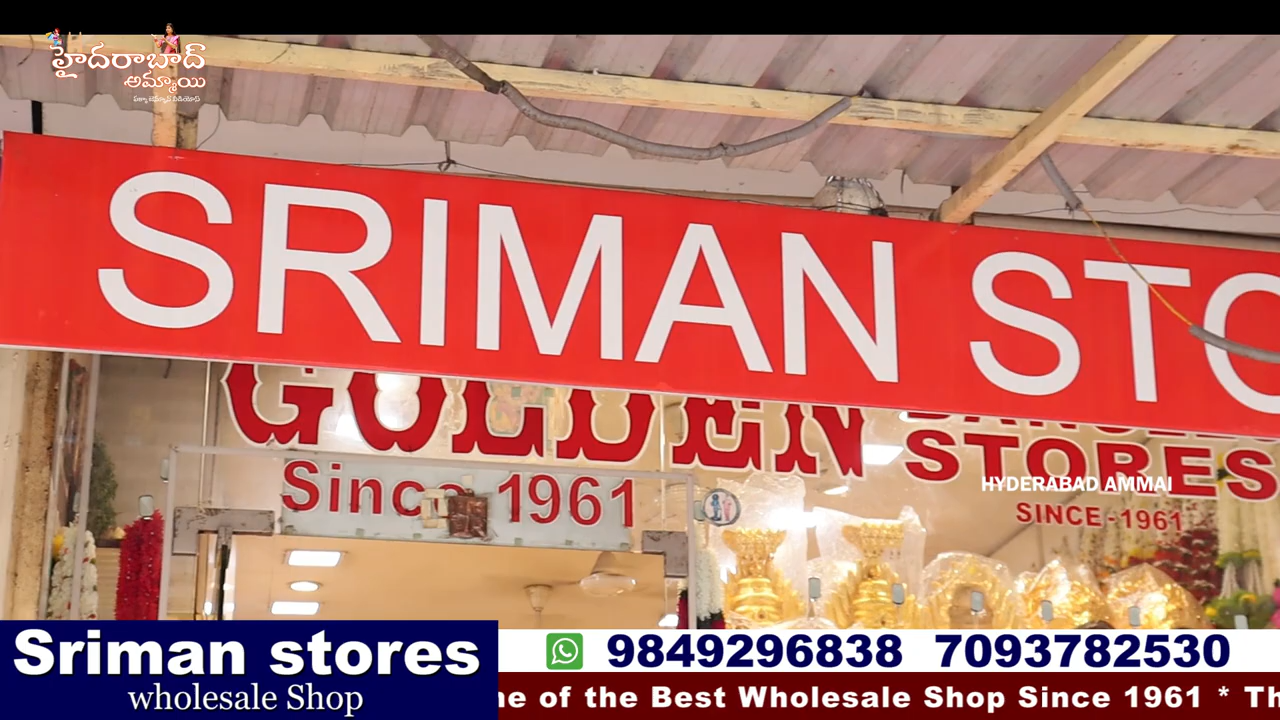 హైదరాబాద్
అమ్మాయి
SRIMAN STO
GOLDEN
STORES
Since 1961
HYDERABAD AMMAI
SINCE-1961
Sriman stores
wholesale Shop
9849296838 7093782530
ne of the Best Wholesale Shop Since 1961 * Th